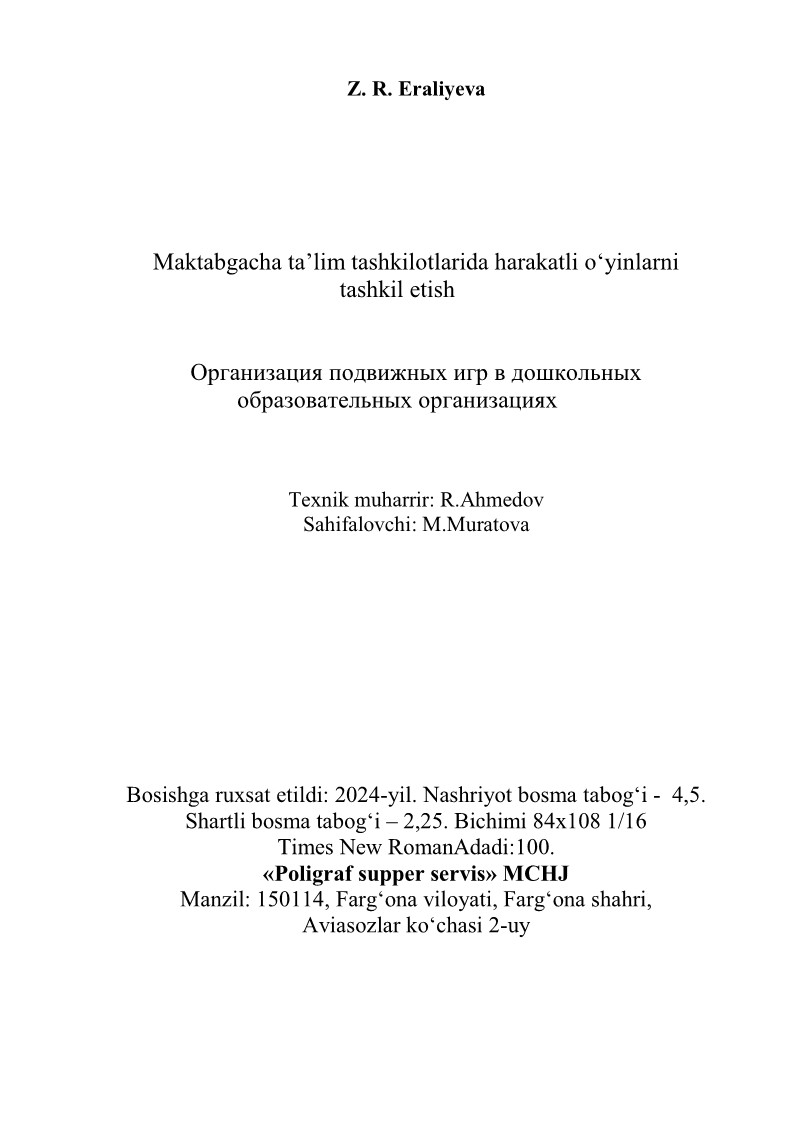 Z. R. Eraliyeva
Maktabgacha ta’lim tashkilotlarida harakatli o‘yinlarni
tashkil etish
Организация подвижных игр в дошкольных
образовательных организациях
Texnik muharrir: R.Ahmedov
Sahifalovchi: M.Muratova
Bosishga ruxsat etildi: 2024-yil. Nashriyot bosma tabog‘i - 4,5.
Shartli bosma tabog‘i – 2,25. Bichimi 84x108 1/16
Times New RomanAdadi:100.
«Poligraf supper servis» MCHJ
Manzil: 150114, Farg‘ona viloyati, Farg‘ona shahri,
Aviasozlar ko‘chasi 2-uy